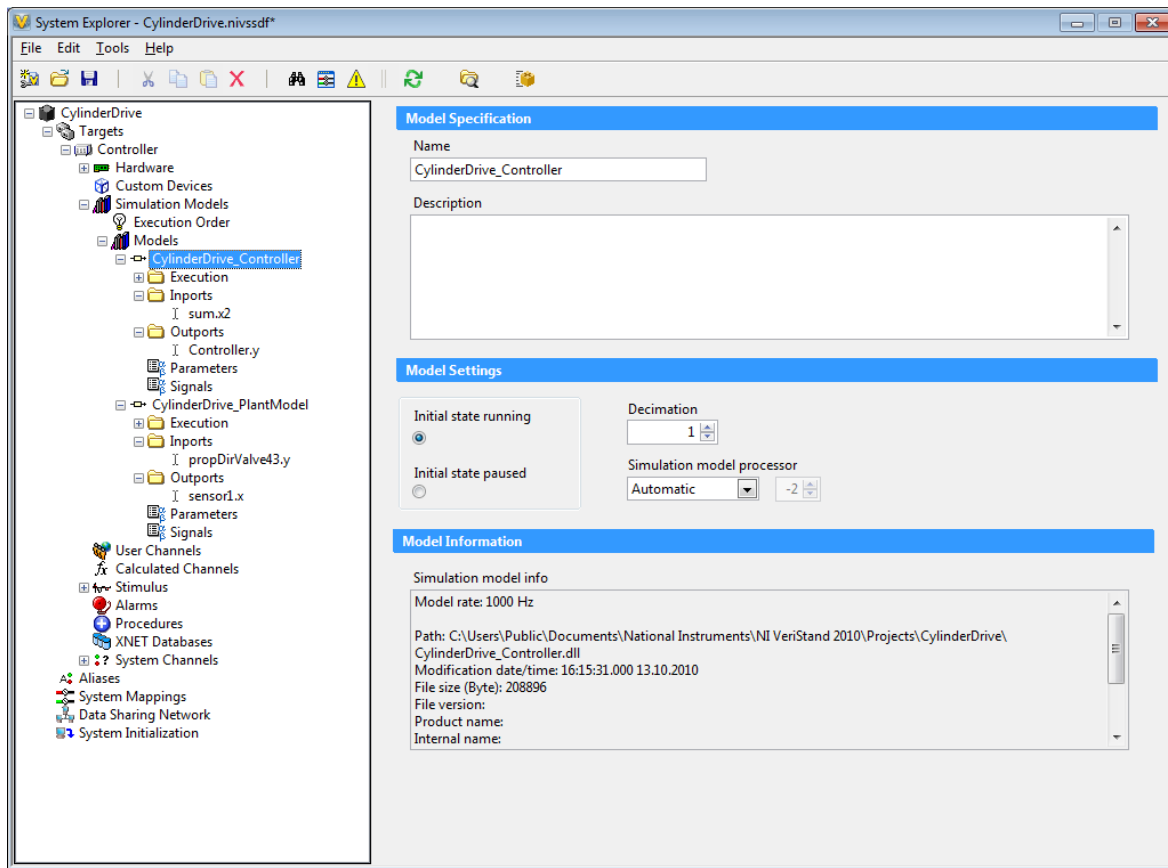 System Explorer - CylinderDrive.nivssdf*
File Edit Tools Help
CylinderDrive
Targets
Controller
Hardware
Custom Devices
Simulation Models
Execution Order
Models
CylinderDrive_Controller
Execution
Inports
sum.x2
Outports
Controller.y
Parameters
Signals
CylinderDrive_PlantModel
Execution
Inports
propDirValve43.y
Outports
sensor1.x
Parameters
Signals
User Channels
fx Calculated Channels
Stimulus
Alarms
Procedures
XNET Databases
System Channels
Aliases
System Mappings
Data Sharing Network
System Initialization
Model Specification
Name
CylinderDrive_Controller
Description
Model Settings
Initial state running
Initial state paused
Decimation
1
Simulation model processor
Automatic -2
Model Information
Simulation model info
Model rate: 1000 Hz
Path: C:\Users\Public\Documents\National Instruments\NI VeriStand 2010\Projects\CylinderDrive\
CylinderDrive_Controller.dll
Modification date/time: 16:15:31.000 13.10.2010
File size (Byte): 208896
File version:
Product name:
Internal name: